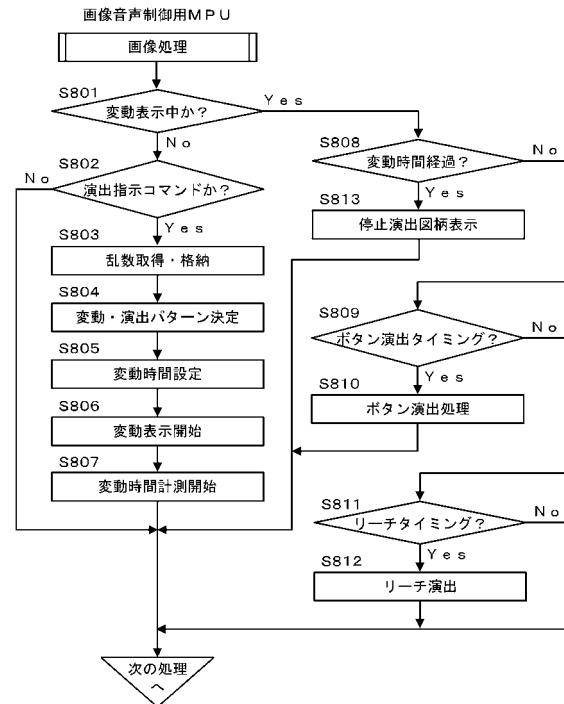 画像音声制御用ＭＰＵ
画像処理
S801
変動表示中か？
Ｙｅｓ
Ｎｏ
S802
演出指示コマンドか？
Ｎｏ
Ｙｅｓ
S803
乱数取得・格納
S804
変動・演出パターン決定
S805
変動時間設定
S806
変動表示開始
S807
変動時間計測開始
S808
変動時間経過？
Ｎｏ
Ｙｅｓ
S813
停止演出図柄表示
S809
ボタン演出タイミング？
Ｎｏ
Ｙｅｓ
S810
ボタン演出処理
S811
リーチタイミング？
Ｎｏ
Ｙｅｓ
S812
リーチ演出
次の処理
へ